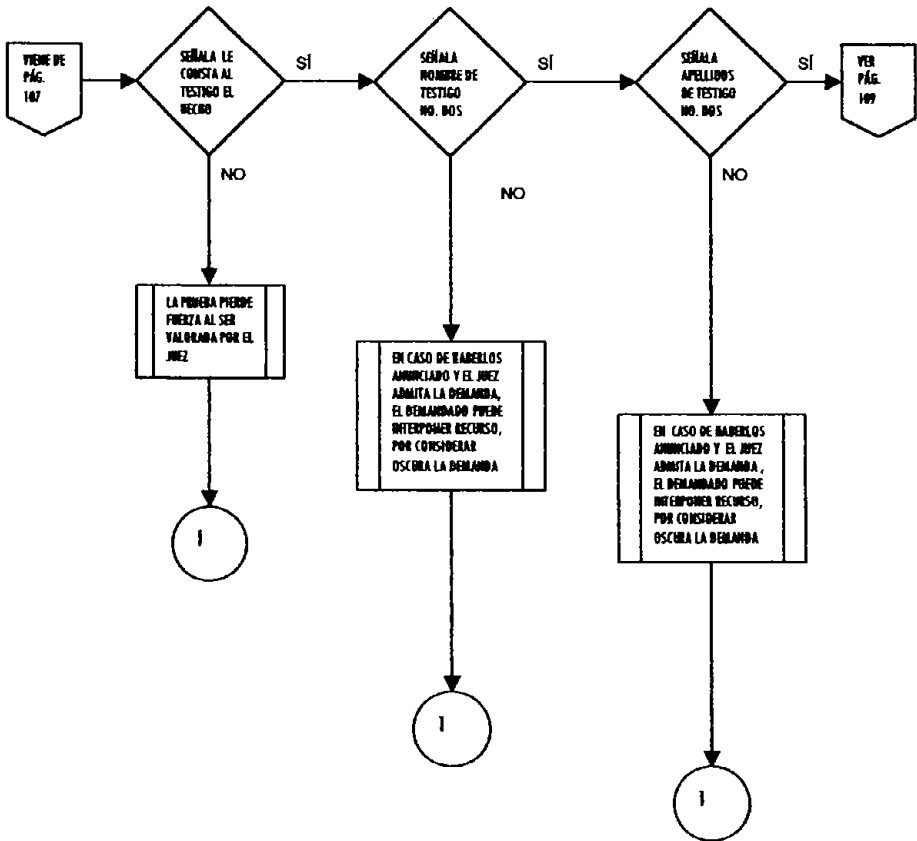 VIENE DE
PÁG.
107
SEÑALA LE
CONSTA AL
TESTIGO EL
HECHO
SÍ
SEÑALA
NOMBRE DE
TESTIGO
NO. DOS
SÍ
SEÑALA
APELLIDOS
DE TESTIGO
NO. DOS
SÍ
VER
PÁG.
109
NO
NO
NO
LA PRUEBA PIERDE
FUERZA AL SER
VALORADA POR EL
JUEZ
EN CASO DE HABERLOS
ANUNCIADO Y EL JUEZ
ADMITA LA DEMANDA,
EL DEMANDADO PUEDE
INTERPONER RECURSO,
POR CONSIDERAR
OSCURA LA DEMANDA
EN CASO DE HABERLOS
ANUNCIADO Y EL JUEZ
ADMITA LA DEMANDA ,
EL DEMANDADO PUEDE
INTERPONER RECURSO,
POR CONSIDERAR
OSCURA LA DEMANDA
1
1
1